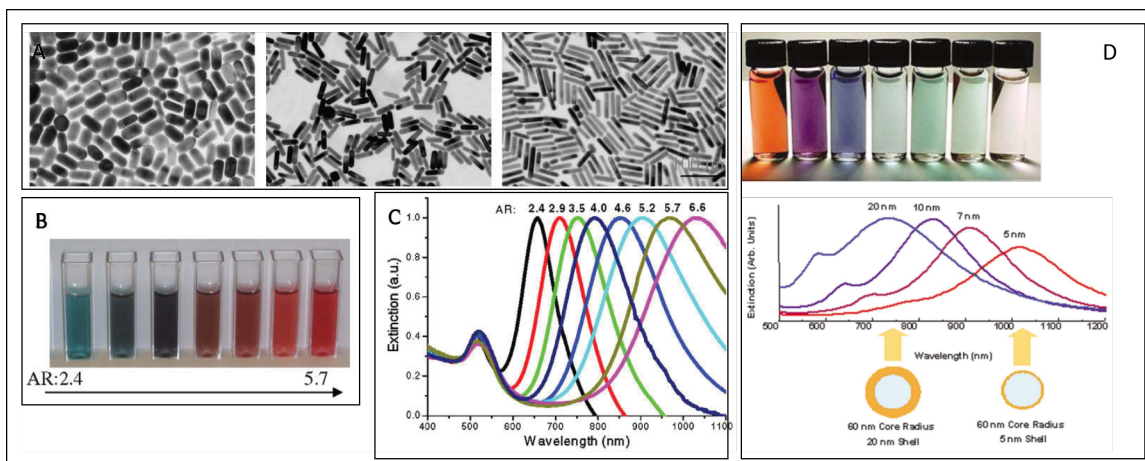 A
100 nm
B
AR:2.4 5.7
C
AR: 2.4 2.9 3.5 4.0 4.6 5.2 5.7 6.6
Extinction (a.u.)
1.0
0.8
0.6
0.4
0.2
0.0
400 500 600 700 800 900 1000 1100
Wavelength (nm)
D
20 nm 10 nm 7 nm 5 nm
Extinction (Arb. Units)
500 600 700 800 900 1000 1100 1200
Wavelength (nm)
60 nm Core Radius 60 nm Core Radius
20 nm Shell 5 nm Shell